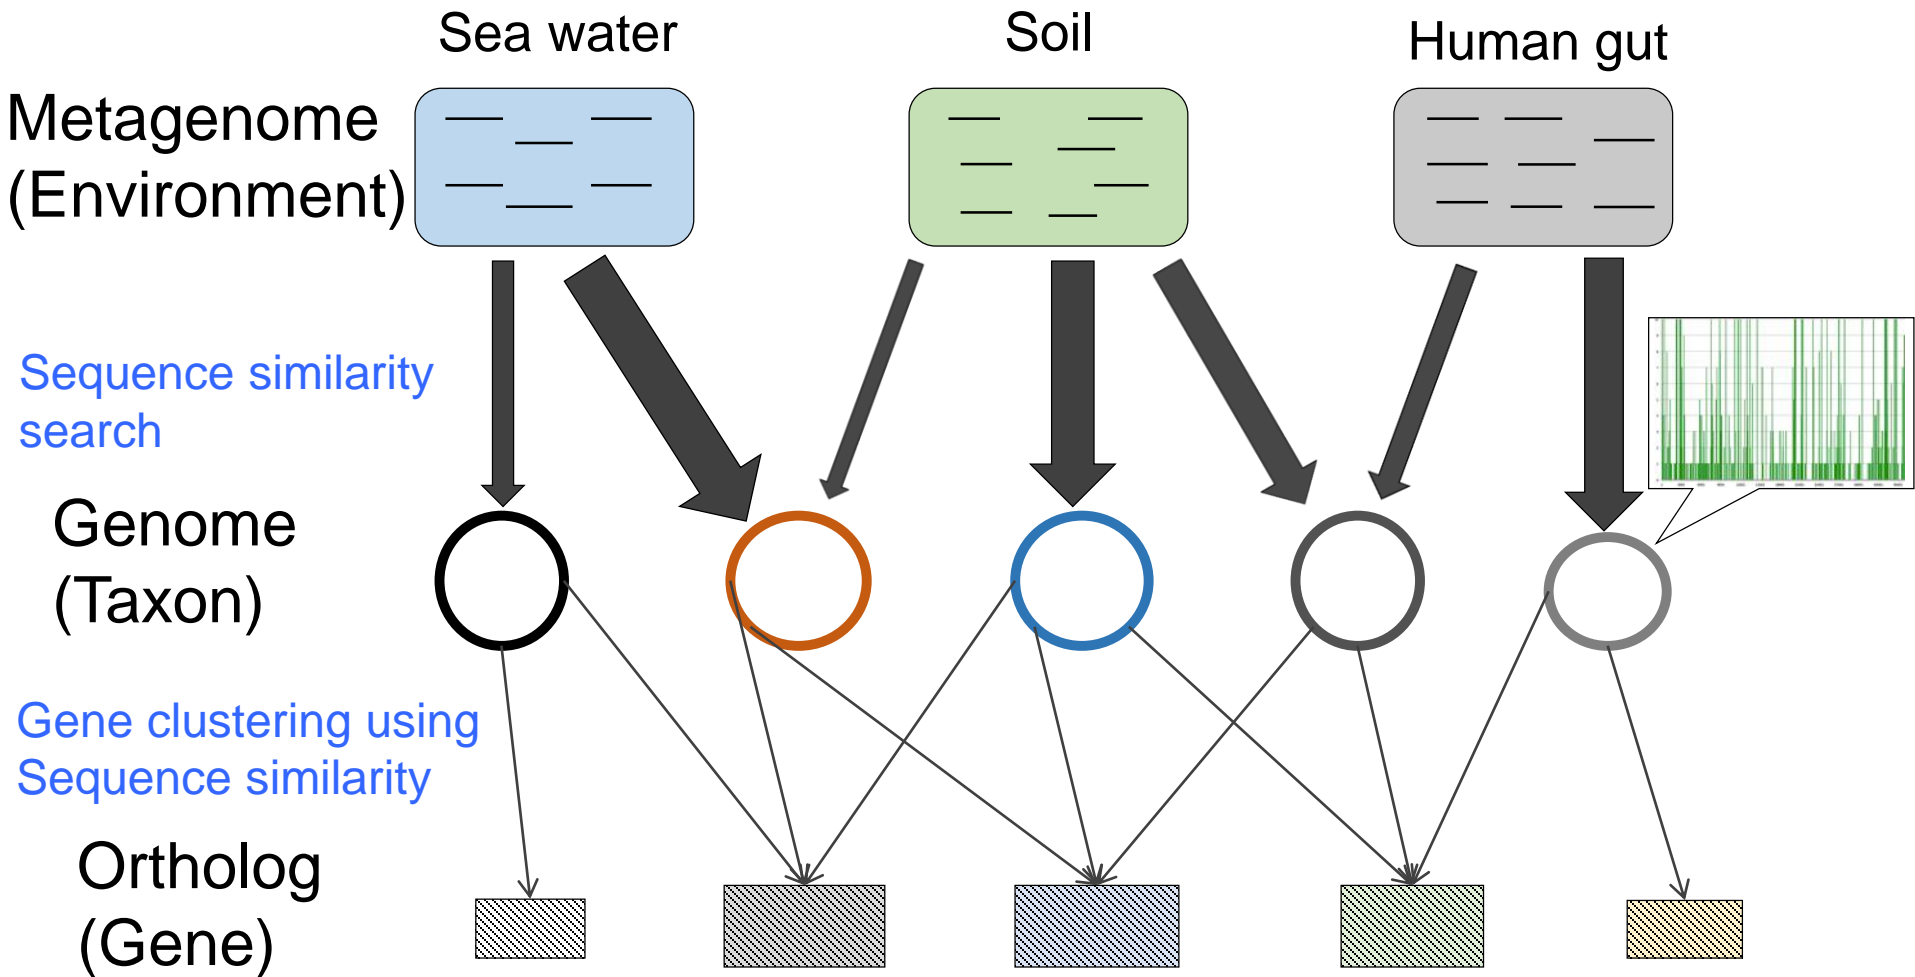 Sea water
Soil
Human gut
Metagenome
(Environment)
Sequence similarity
search
Genome
(Taxon)
Gene clustering using
Sequence similarity
Ortholog
(Gene)